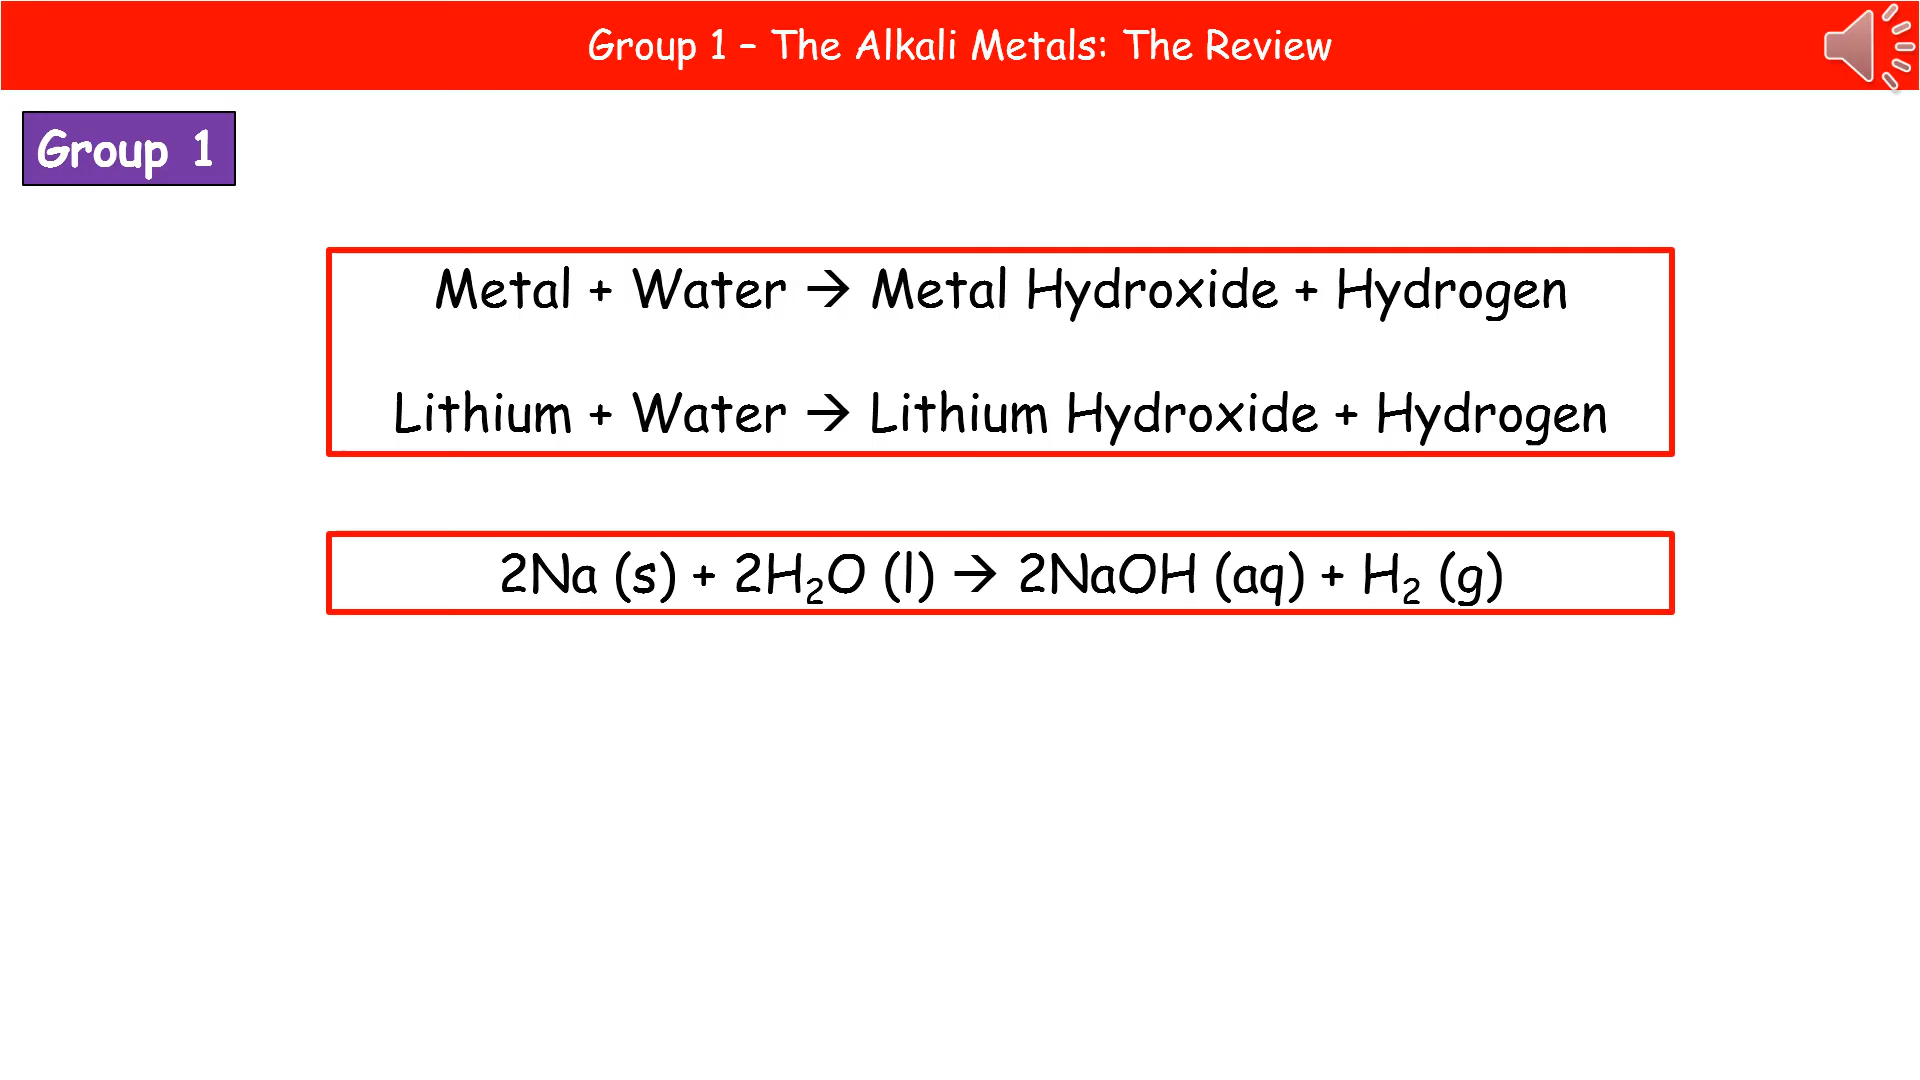 Group 1 – The Alkali Metals: The Review
Group 1
Metal + Water → Metal Hydroxide + Hydrogen
Lithium + Water → Lithium Hydroxide + Hydrogen
2Na (s) + 2H₂O (l) → 2NaOH (aq) + H₂ (g)